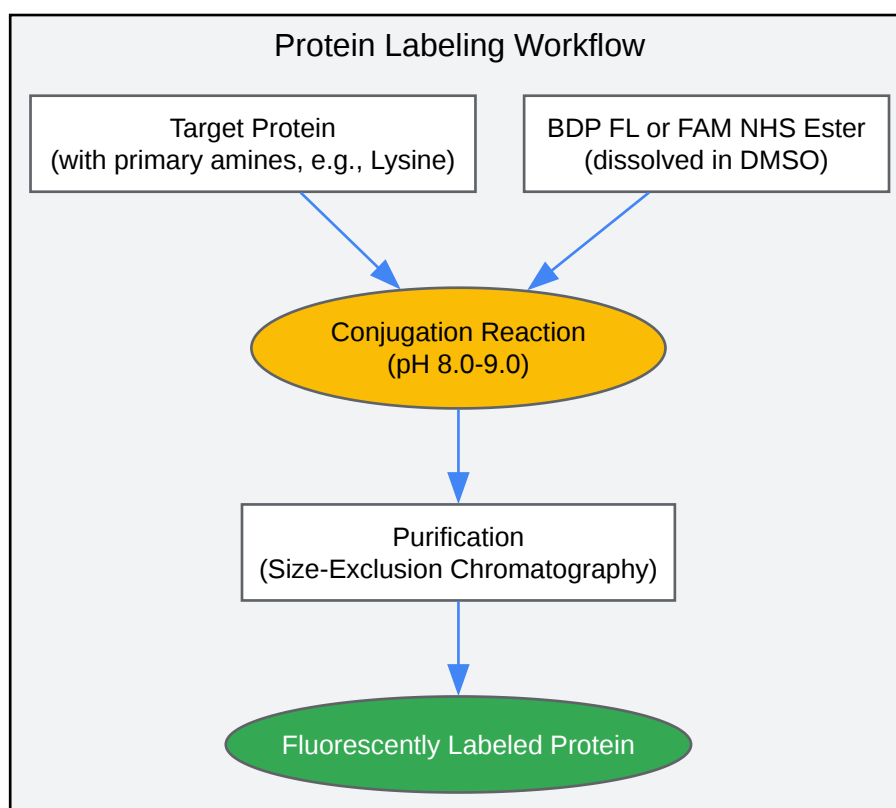 Protein Labeling Workflow
Target Protein
(with primary amines, e.g., Lysine)
BDP FL or FAM NHS Ester
(dissolved in DMSO)
Conjugation Reaction
(pH 8.0-9.0)
Purification
(Size-Exclusion Chromatography)
Fluorescently Labeled Protein